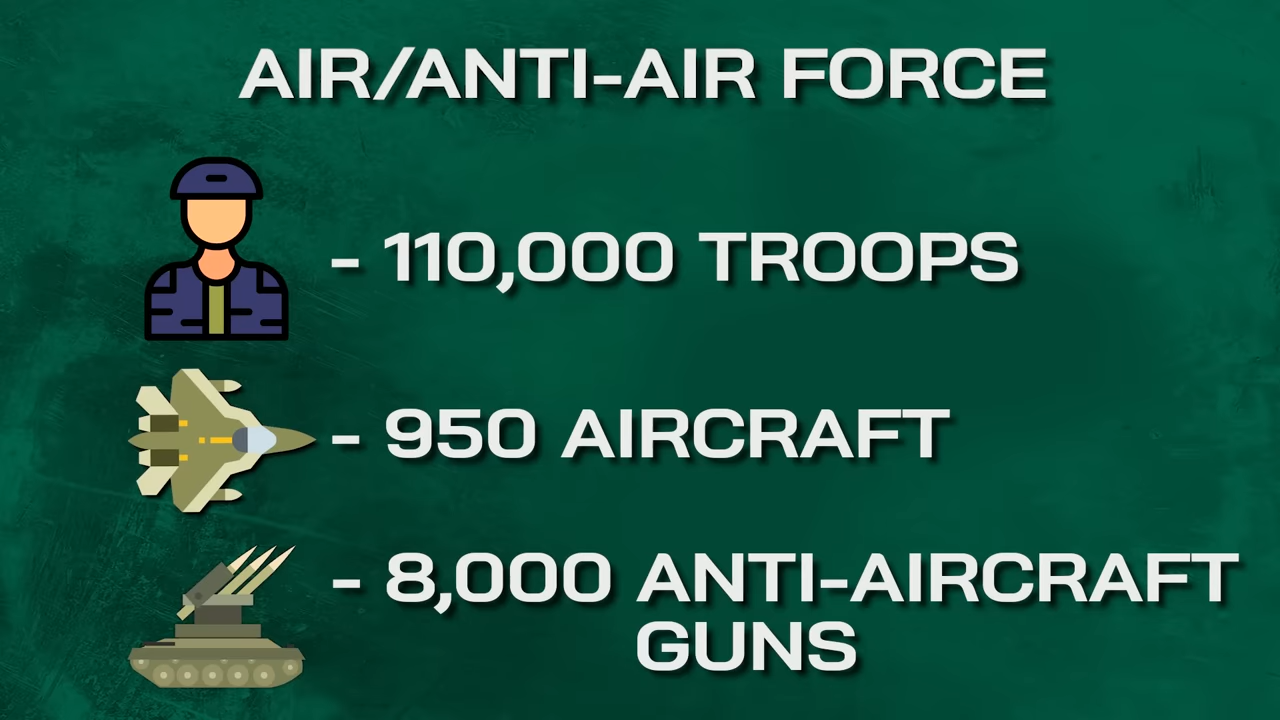 AIR/ANTI-AIR FORCE
- 110,000 TROOPS
- 950 AIRCRAFT
- 8,000 ANTI-AIRCRAFT
GUNS